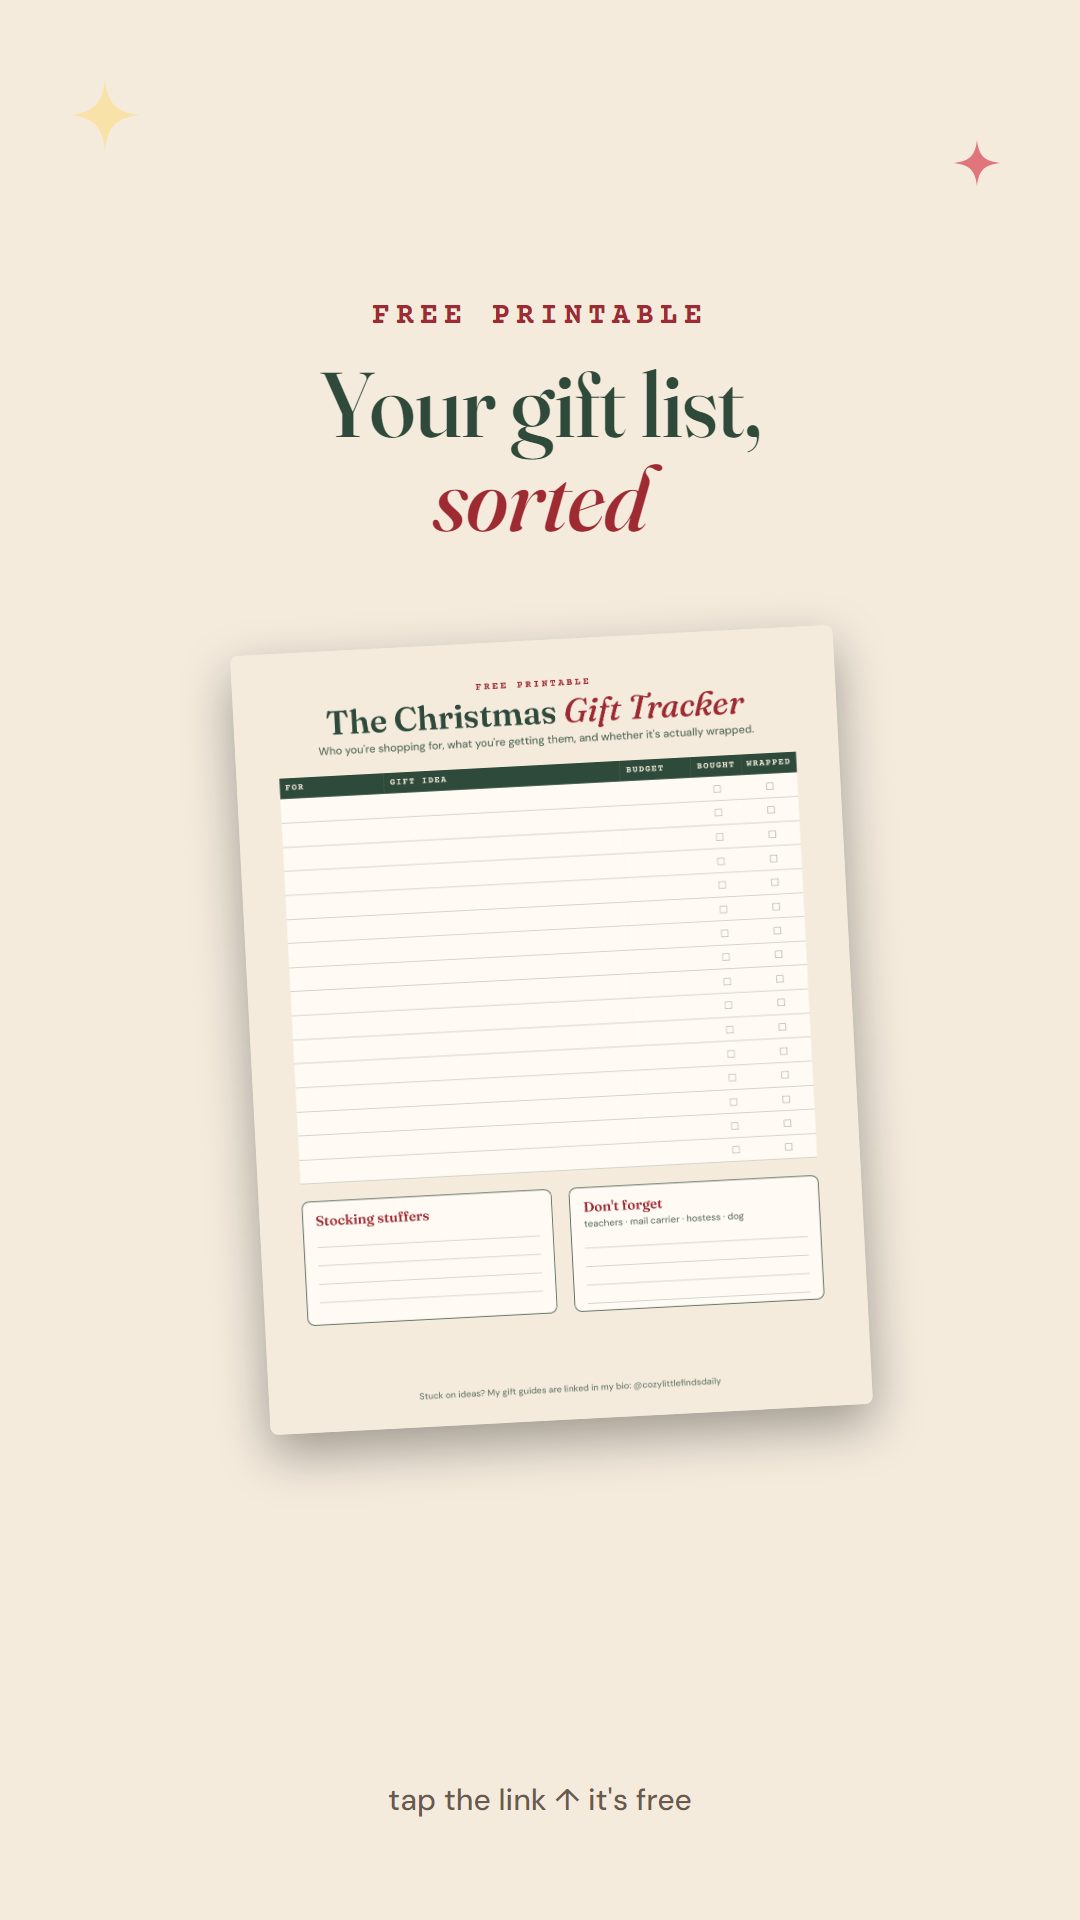 FREE PRINTABLE
Your gift list,
sorted
FREE PRINTABLE
The Christmas Gift Tracker
Who you're shopping for, what you're getting them, and whether it's actually wrapped.
FOR GIFT IDEA BUDGET BOUGHT WRAPPED
Stocking stuffers
Don't forget
teachers · mail carrier · hostess · dog
Stuck on ideas? My gift guides are linked in my bio: @cozylittlefindsdaily
tap the link ↑ it's free